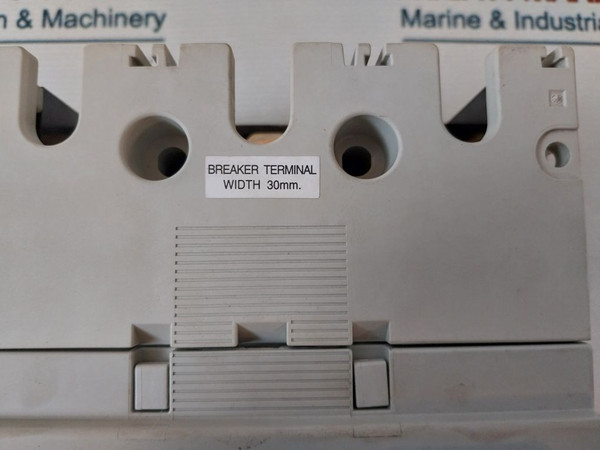 & Machinery
Marine & Industria
BREAKER TERMINAL
WIDTH 30mm.